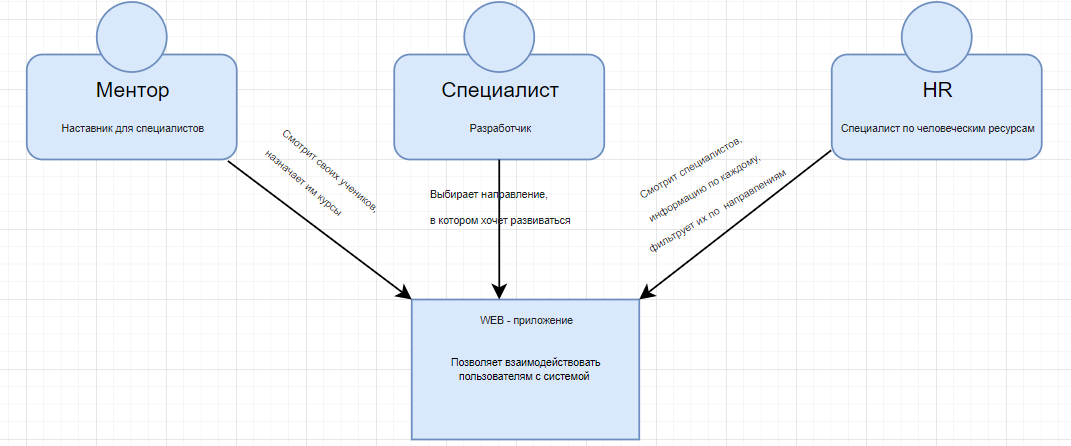 Ментор
Наставник для специалистов
Специалист
Разработчик
HR
Специалист по человеческим ресурсам
Смотрит своих учеников,
назначает им курсы
Выбирает направление,
в котором хочет развиваться
Смотрит специалистов,
информацию по каждому,
фильтрует их по направлениям
WEB - приложение
Позволяет взаимодействовать
пользователям с системой